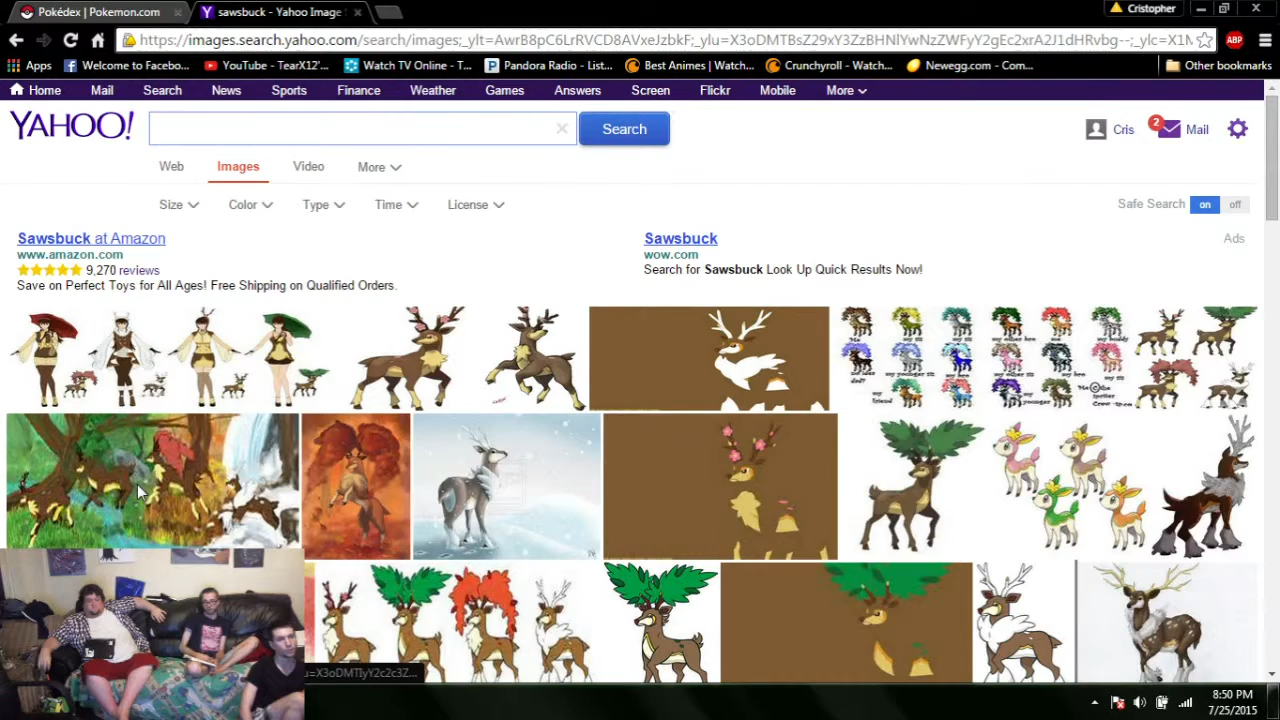 Pokédex | Pokemon.com
sawsbuck - Yahoo Image
Cristopher
https://images.search.yahoo.com/search/images;_ylt=AwrB8pC6LrRVCD8AVxeJzbkF;_ylu=X3oDMTBsZ29xY3ZzBHNlYwNzZWFyY2gEc2xrA2J1dHRvbg--;_ylc=X1M
ABP
Apps
Welcome to Facebo...
YouTube - TearX12'...
Watch TV Online - T...
Pandora Radio - List...
Best Animes | Watc...
Crunchyroll - Watch...
Newegg.com - Com...
Other bookmarks
Home Mail Search News Sports Finance Weather Games Answers Screen Flickr Mobile More
YAHOO!
Search
Cris
2
Mail
Web Images Video More
Size Color Type Time License
Safe Search on off
Sawsbuck at Amazon
www.amazon.com
9,270 reviews
Save on Perfect Toys for All Ages! Free Shipping on Qualified Orders.
Sawsbuck
wow.com
Search for Sawsbuck Look Up Quick Results Now!
Ads
8:50 PM
7/25/2015